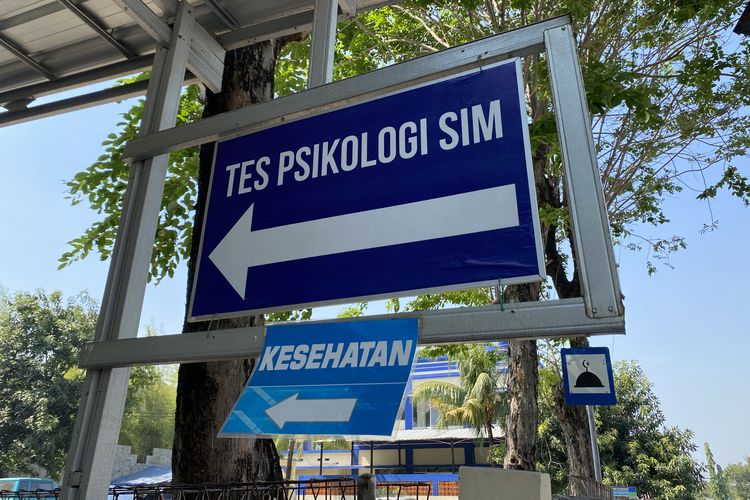 TES PSIKOLOGI SIM
KESEHATAN